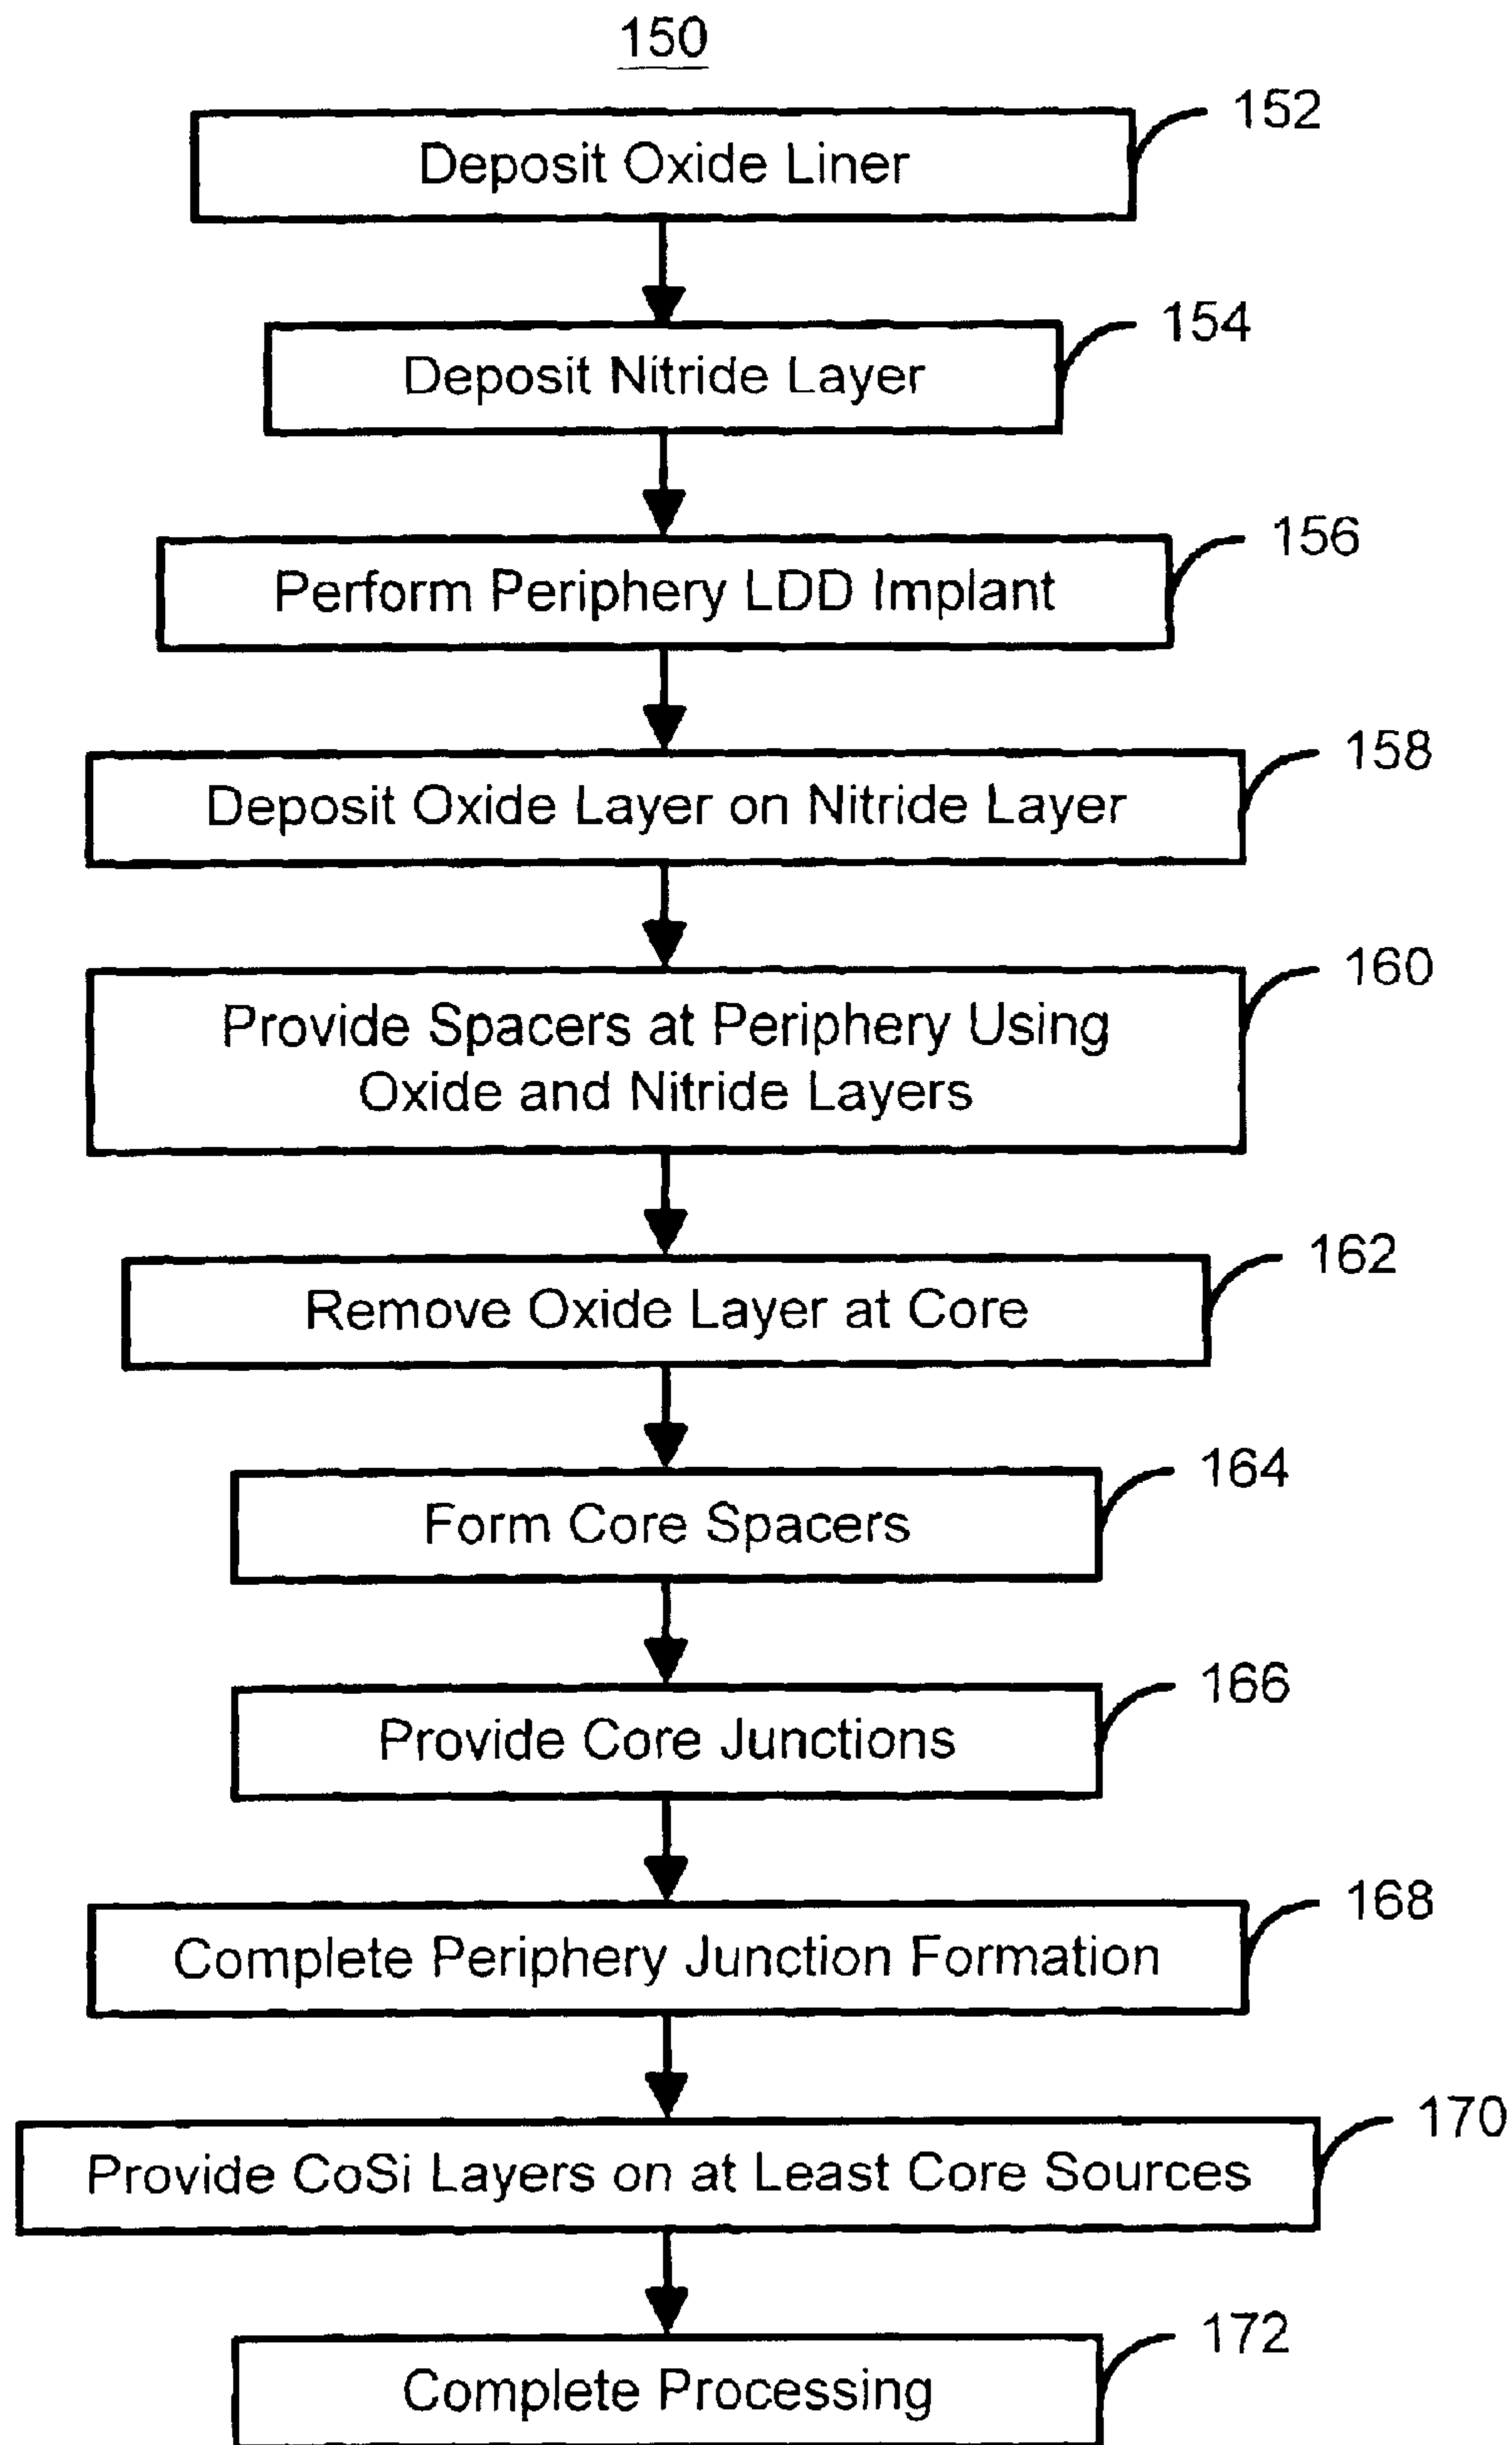 150
152
Deposit Oxide Liner
154
Deposit Nitride Layer
156
Perform Periphery LDD Implant
158
Deposit Oxide Layer on Nitride Layer
160
Provide Spacers at Periphery Using
Oxide and Nitride Layers
162
Remove Oxide Layer at Core
164
Form Core Spacers
166
Provide Core Junctions
168
Complete Periphery Junction Formation
170
Provide CoSi Layers on at Least Core Sources
172
Complete Processing